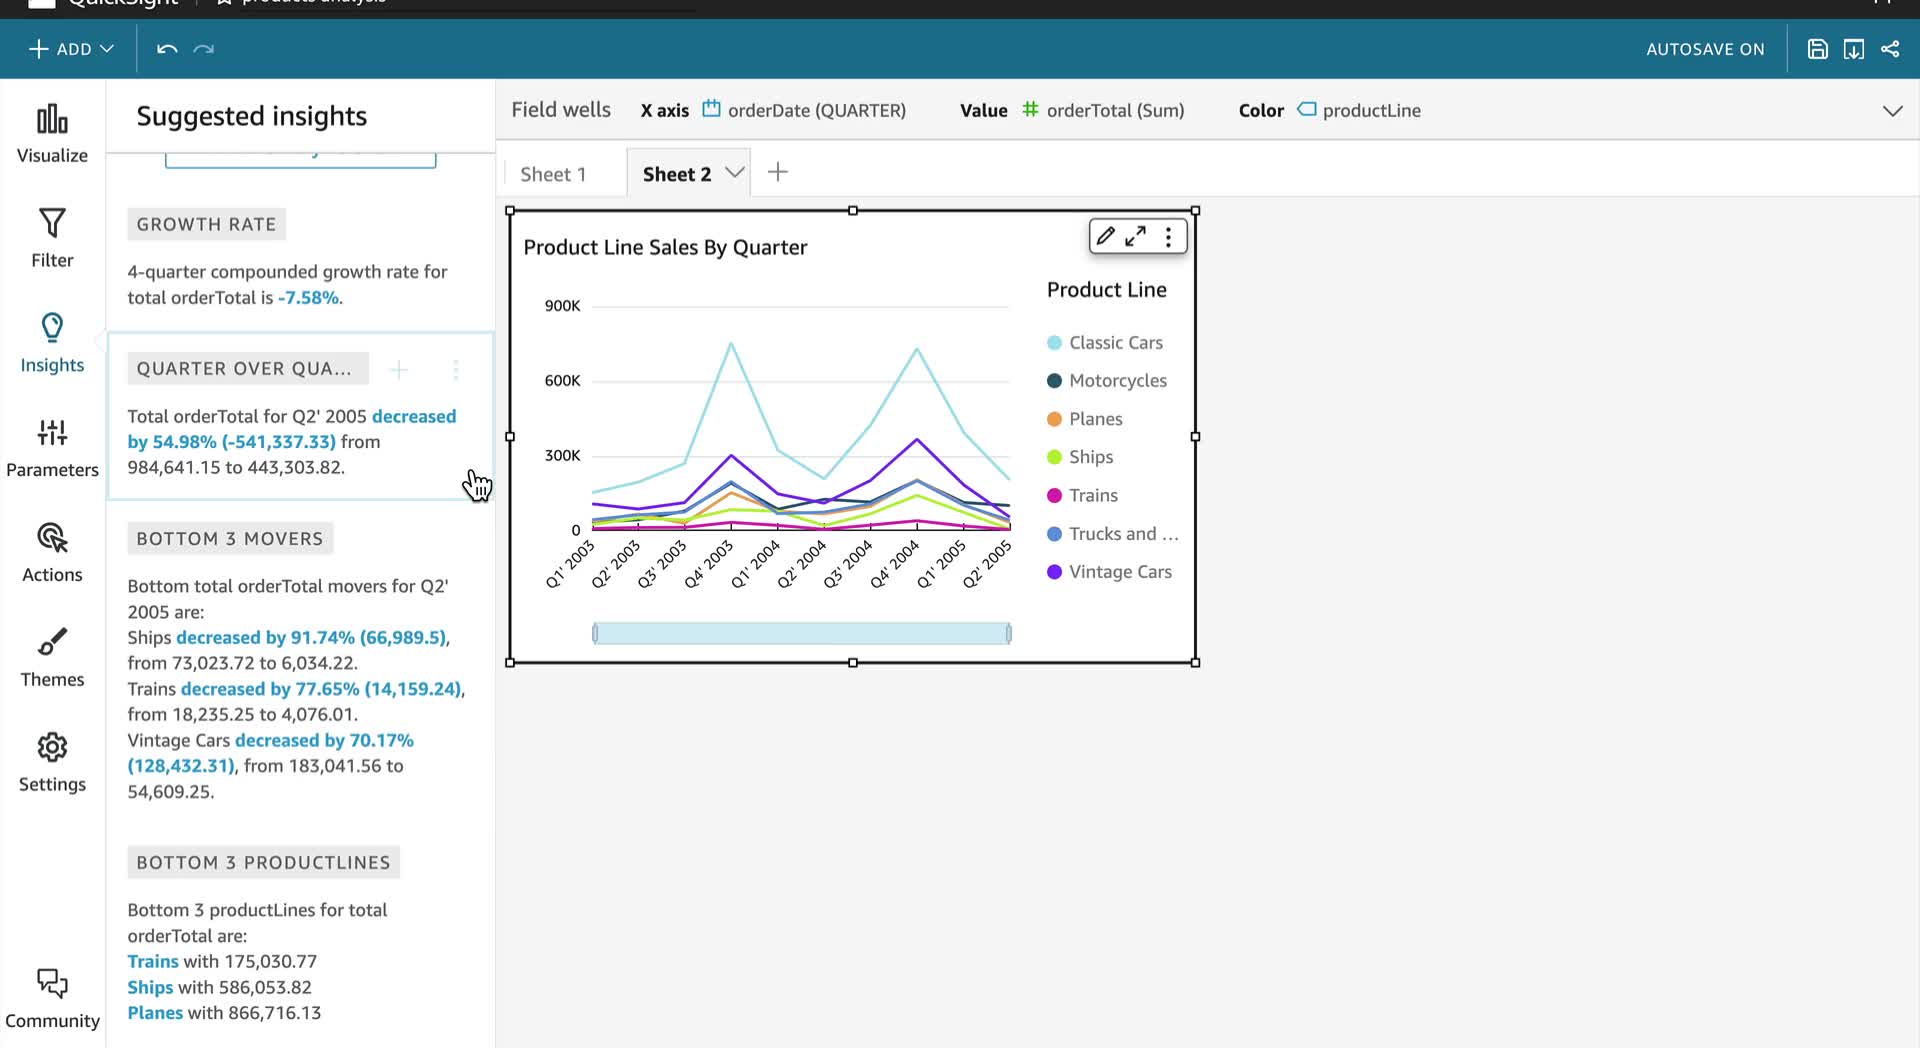 QuickSight
products analysis
ADD
AUTOSAVE ON
Visualize
Filter
Insights
Parameters
Actions
Themes
Settings
Community
Suggested insights
GROWTH RATE
4-quarter compounded growth rate for
total orderTotal is -7.58%.
QUARTER OVER QUA...
Total orderTotal for Q2' 2005 decreased
by 54.98% (-541,337.33) from
984,641.15 to 443,303.82.
BOTTOM 3 MOVERS
Bottom total orderTotal movers for Q2'
2005 are:
Ships decreased by 91.74% (66,989.5),
from 73,023.72 to 6,034.22.
Trains decreased by 77.65% (14,159.24),
from 18,235.25 to 4,076.01.
Vintage Cars decreased by 70.17%
(128,432.31), from 183,041.56 to
54,609.25.
BOTTOM 3 PRODUCTLINES
Bottom 3 productLines for total
orderTotal are:
Trains with 175,030.77
Ships with 586,053.82
Planes with 866,716.13
Field wells X axis orderDate (QUARTER) Value orderTotal (Sum) Color productLine
Sheet 1 Sheet 2
Product Line Sales By Quarter
900K
600K
300K
0
Q1' 2003
Q2' 2003
Q3' 2003
Q4' 2003
Q1' 2004
Q2' 2004
Q3' 2004
Q4' 2004
Q1' 2005
Q2' 2005
Product Line
Classic Cars
Motorcycles
Planes
Ships
Trains
Trucks and ...
Vintage Cars